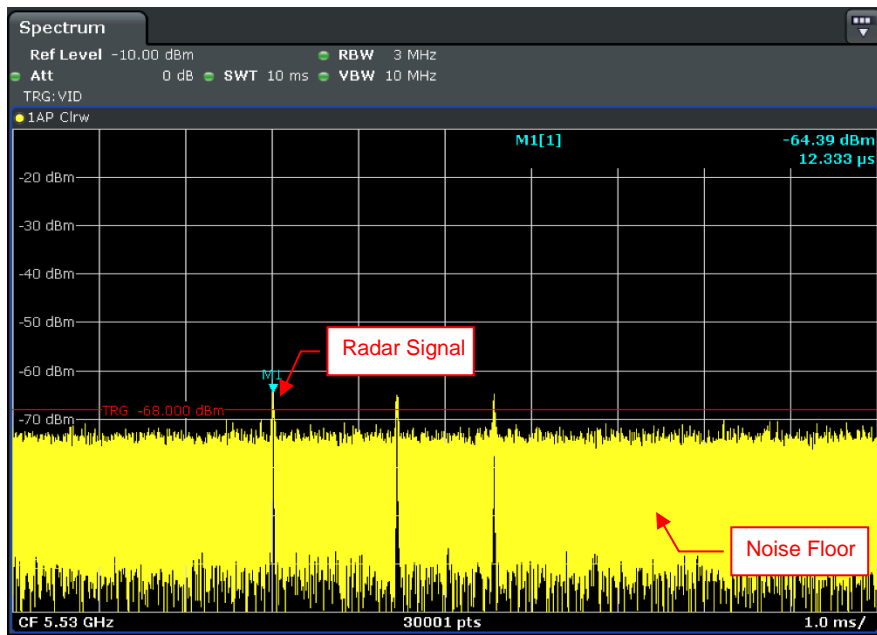 Spectrum
Ref Level -10.00 dBm RBW 3 MHz
Att 0 dB SWT 10 ms VBW 10 MHz
TRG:VID
1AP Clrw
M1[1] -64.39 dBm
12.333 µs
-20 dBm
-30 dBm
-40 dBm
-50 dBm
Radar Signal
-60 dBm
M1
TRG -68.000 dBm
-70 dBm
Noise Floor
CF 5.53 GHz 30001 pts 1.0 ms/